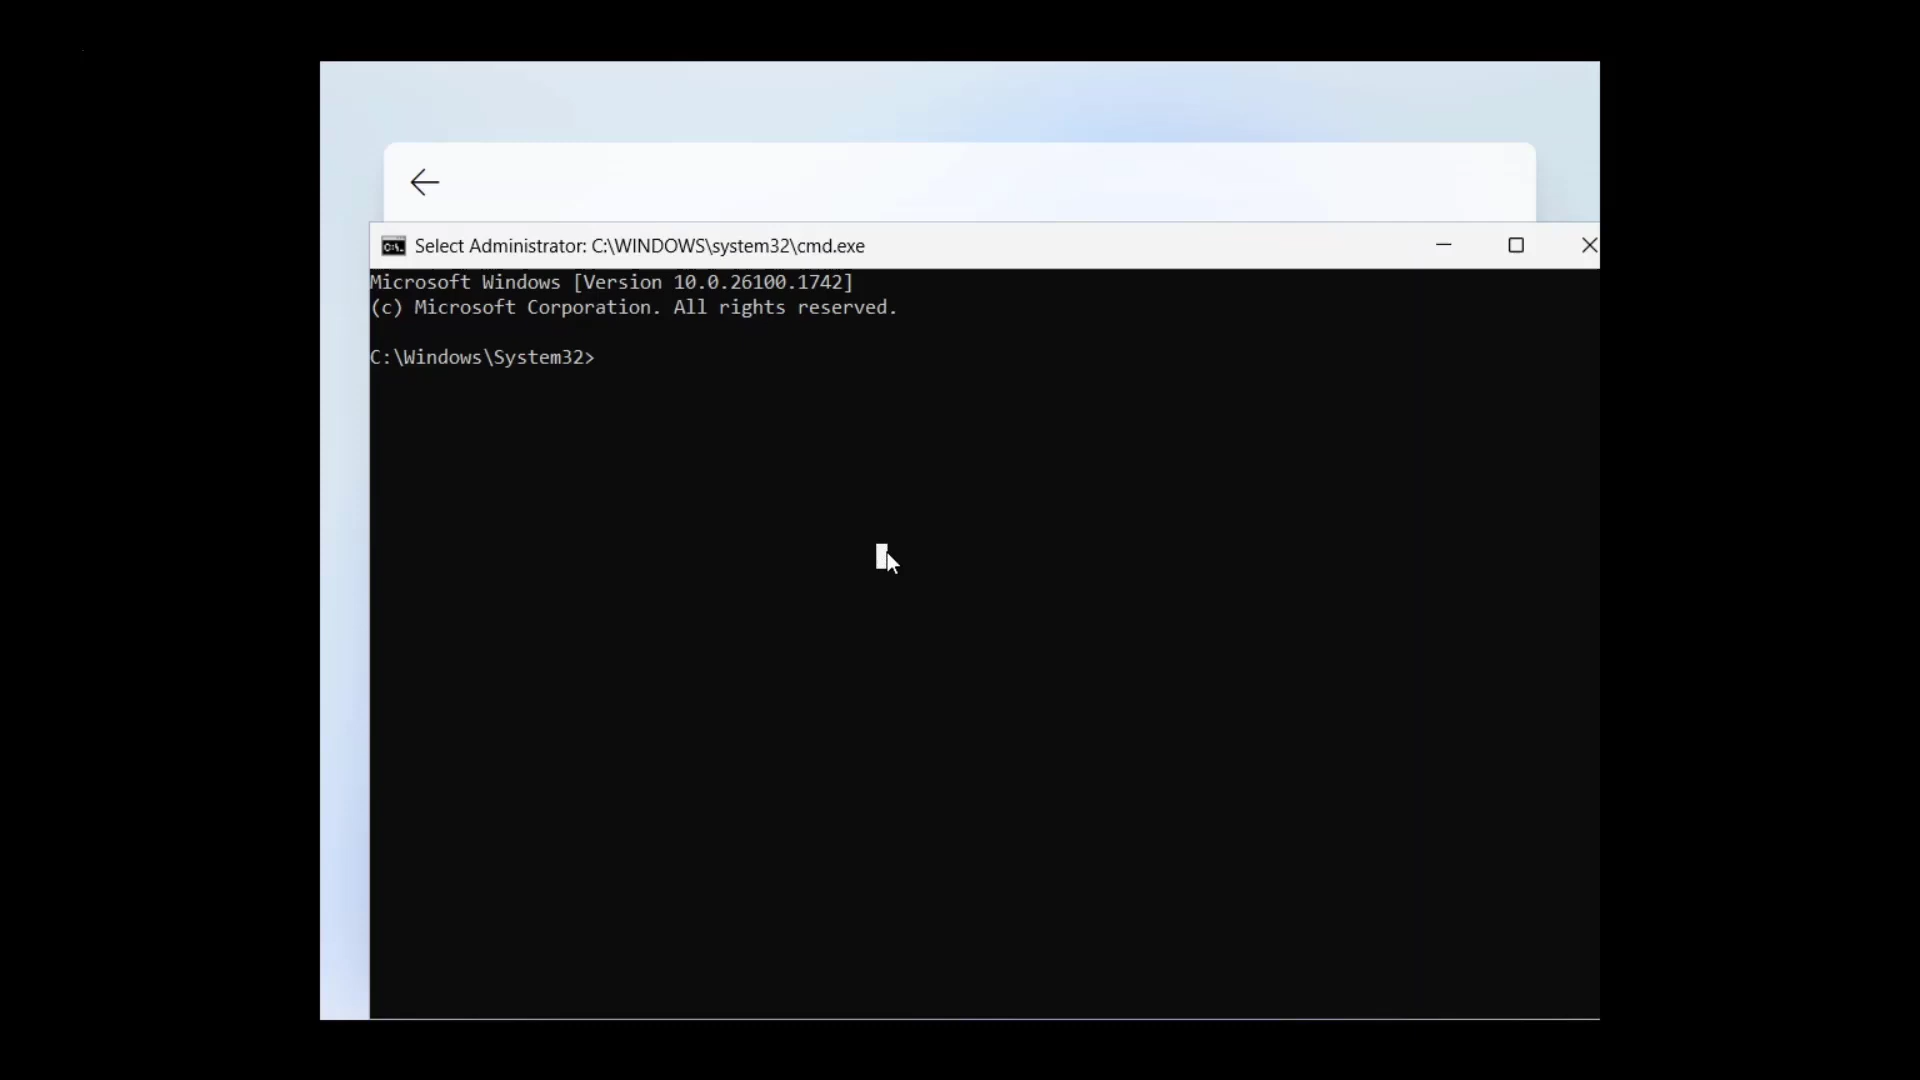 Select Administrator: C:\WINDOWS\system32\cmd.exe
Microsoft Windows [Version 10.0.26100.1742]
(c) Microsoft Corporation. All rights reserved.
C:\Windows\System32>